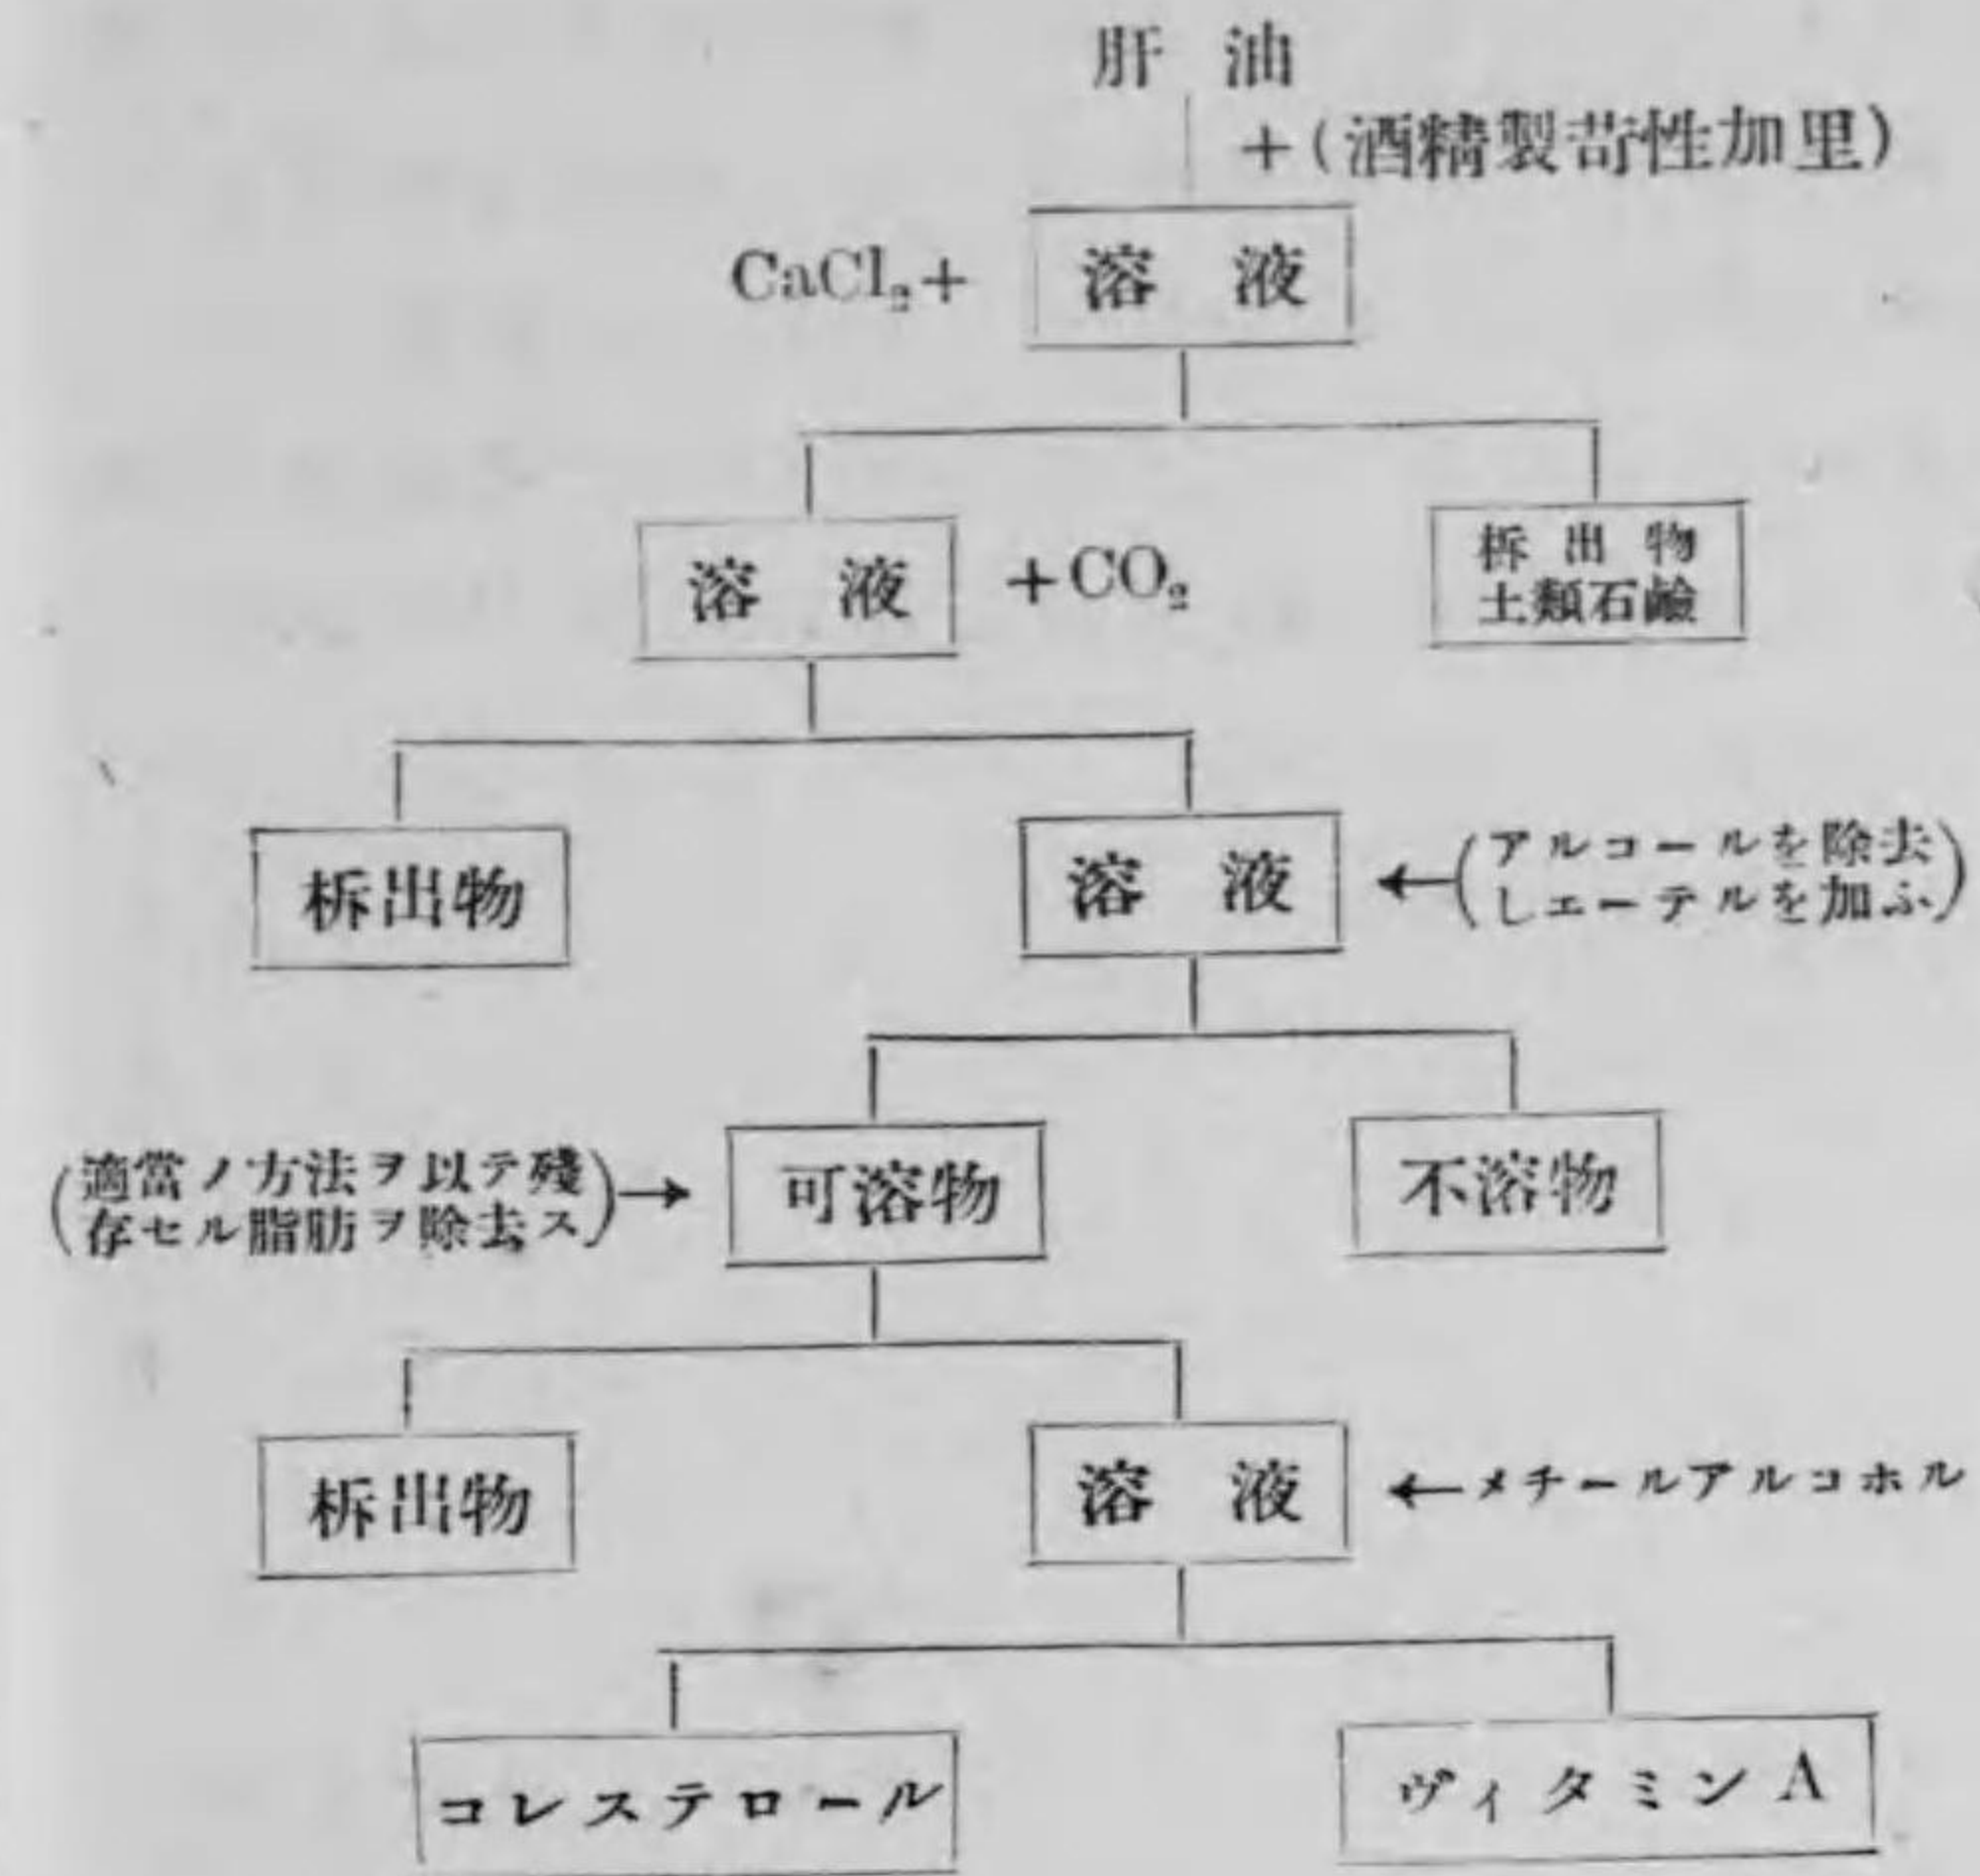 肝油
+(酒精製苛性加里)
CaCl₂+
溶液
溶液
+CO₂
柝出物
土類石鹼
柝出物
溶液
←(アルコールを除去
しエーテルを加ふ)
(適當ノ方法ヲ以テ殘
存セル脂肪ヲ除去ス)→
可溶物
不溶物
柝出物
溶液
←メチールアルコホル
コレステロール
ヴィタミンA